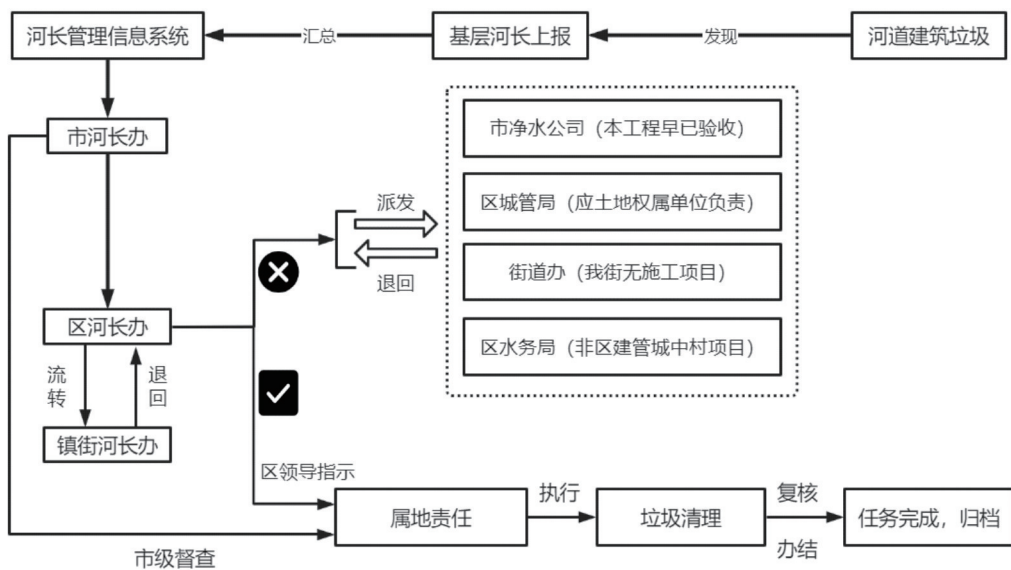 河长管理信息系统
汇总
基层河长上报
发现
河道建筑垃圾
市河长办
市净水公司（本工程早已验收）
派发
区城管局（应土地权属单位负责）
退回
街道办（我街无施工项目）
区河长办
区水务局（非区建管城中村项目）
流转
退回
镇街河长办
区领导指示
属地责任
执行
垃圾清理
复核
办结
任务完成，归档
市级督查